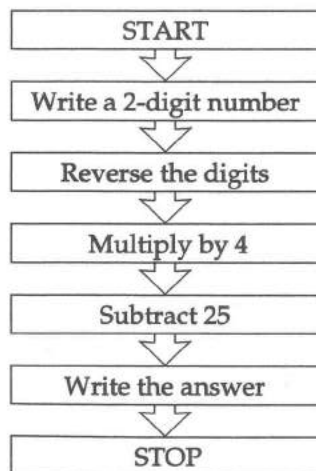 START
Write a 2-digit number
Reverse the digits
Multiply by 4
Subtract 25
Write the answer
STOP